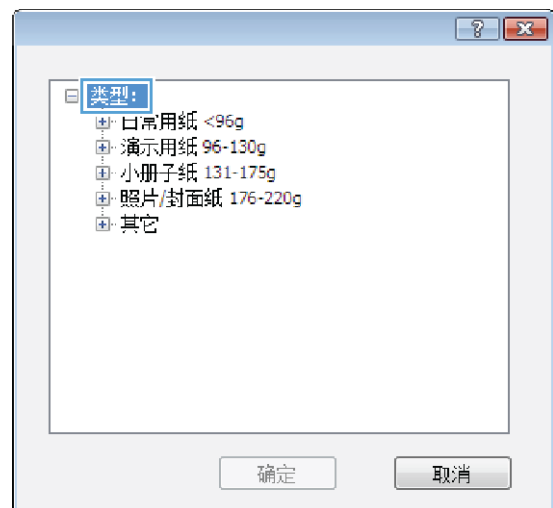 类型:
日常用纸 <96g
演示用纸 96-130g
小册子纸 131-175g
照片/封面纸 176-220g
其它
确定
取消